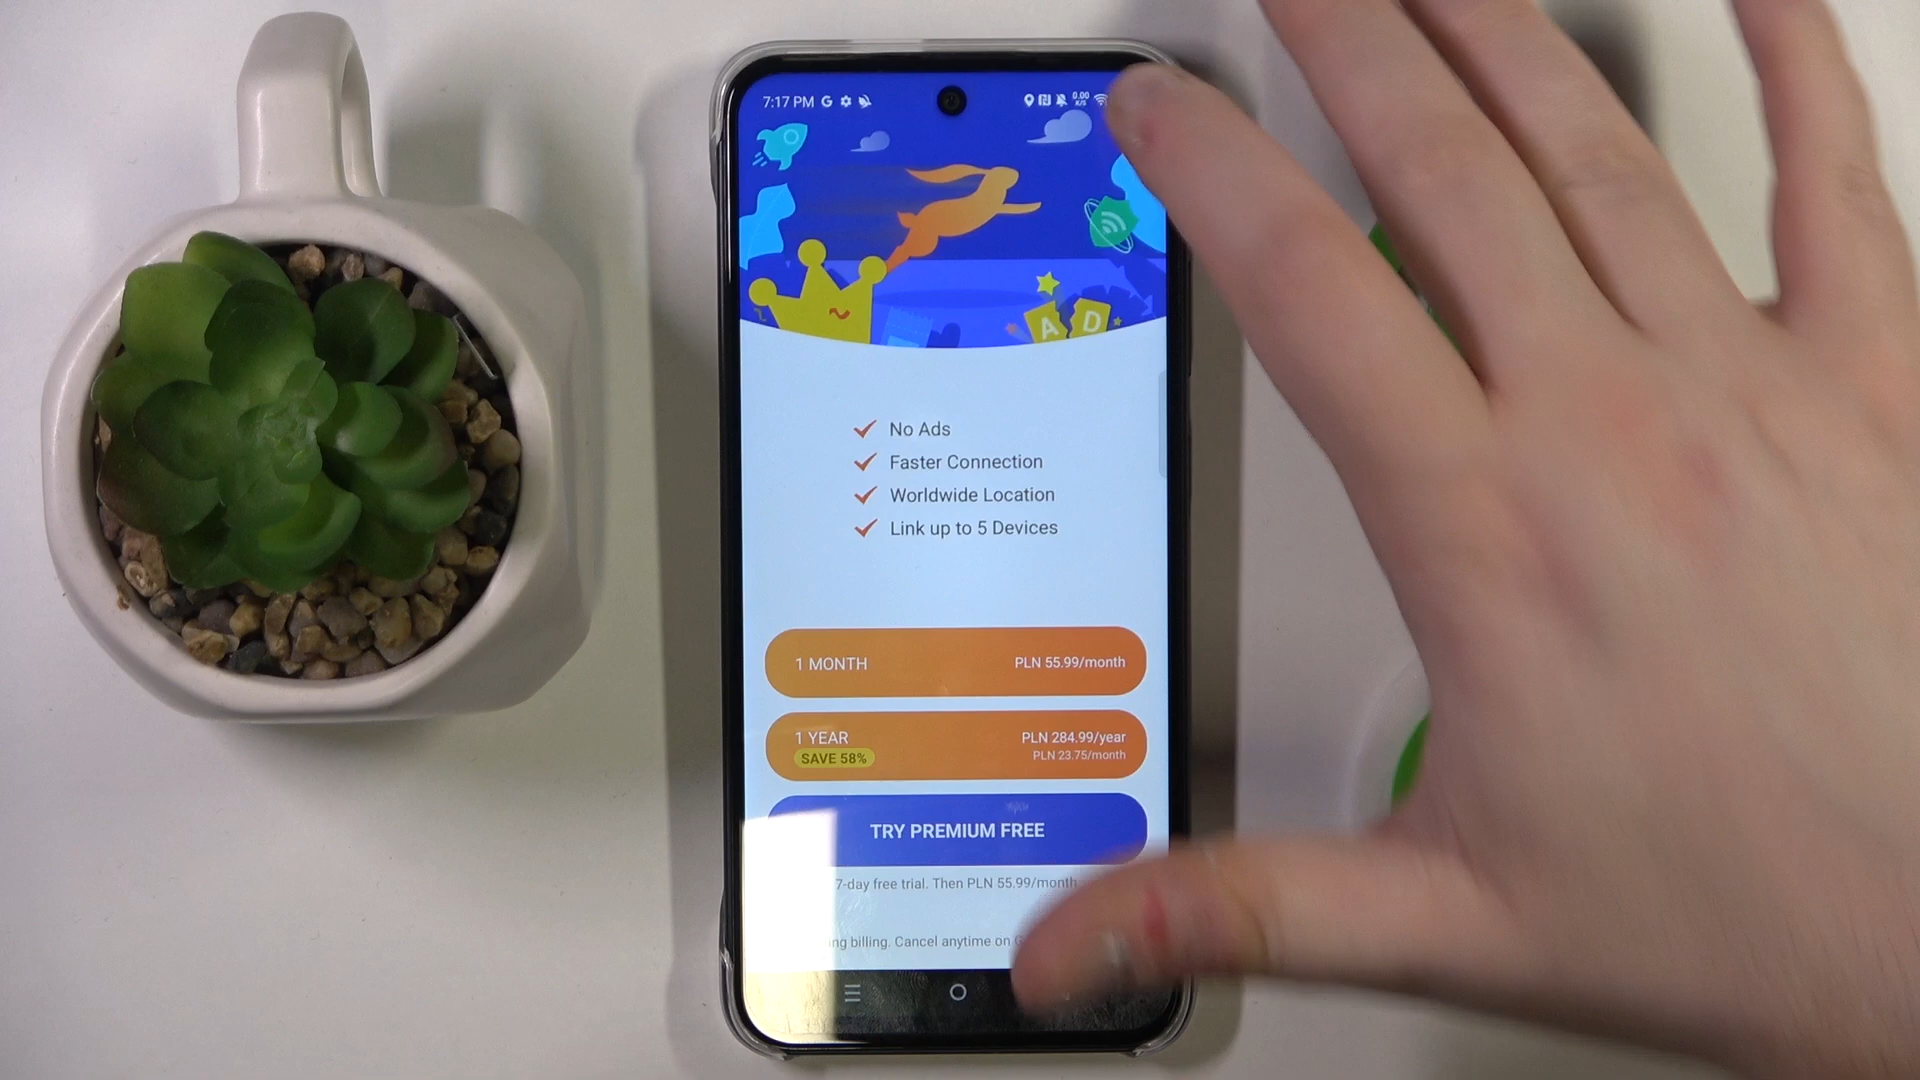 7:17 PM G 0.00
K/S
A D
No Ads
Faster Connection
Worldwide Location
Link up to 5 Devices
1 MONTH PLN 55.99/month
1 YEAR PLN 284.99/year
SAVE 58% PLN 23.75/month
TRY PREMIUM FREE
7-day free trial. Then PLN 55.99/month
billing. Cancel anytime on